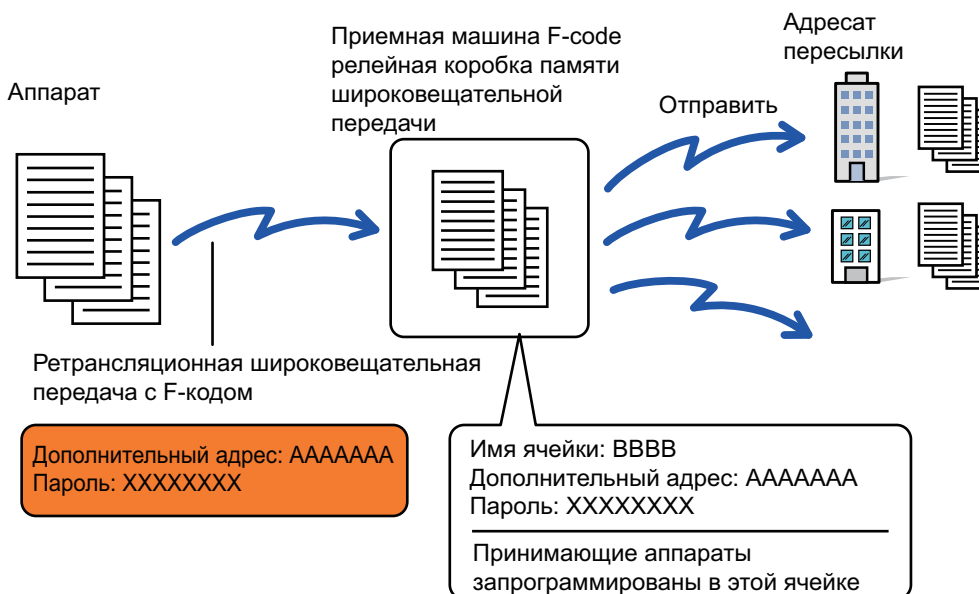 Аппарат
Приемная машина F-code
релейная коробка памяти
широковещательной
передачи
Отправить
Адресат
пересылки
Ретрансляционная широковещательная
передача с F-кодом
Дополнительный адрес: AAAAAAA
Пароль: XXXXXXXX
Имя ячейки: BBBB
Дополнительный адрес: AAAAAAA
Пароль: XXXXXXXX
Принимающие аппараты
запрограммированы в этой ячейке